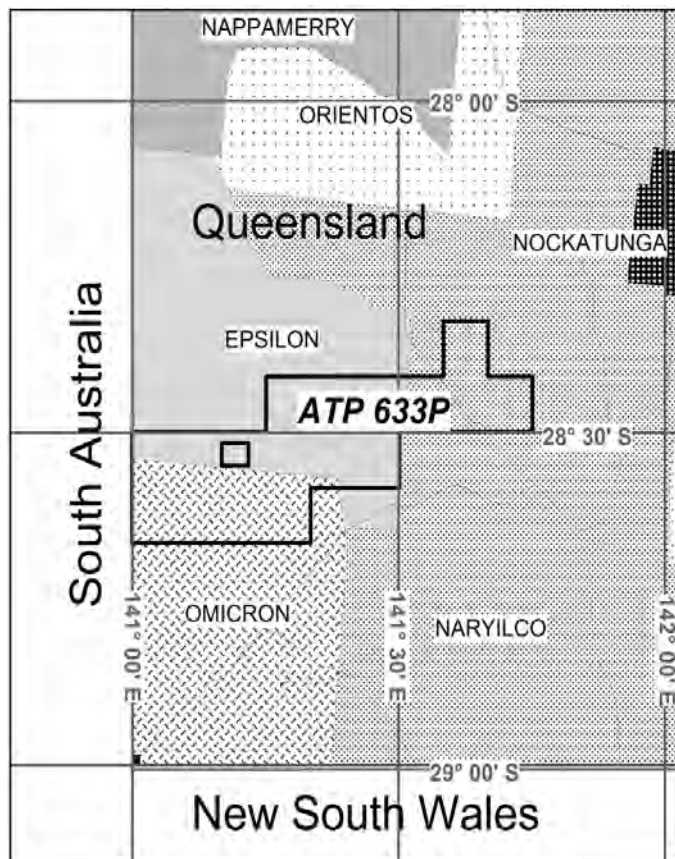 NAPPAMERRY
28° 00' S
ORIENTOS
Queensland
NOCKATUNGA
South Australia
EPSILON
ATP 633P
28° 30' S
141° 00' E
141° 30' E
142° 00' E
OMICRON
NARYILCO
29° 00' S
New South Wales